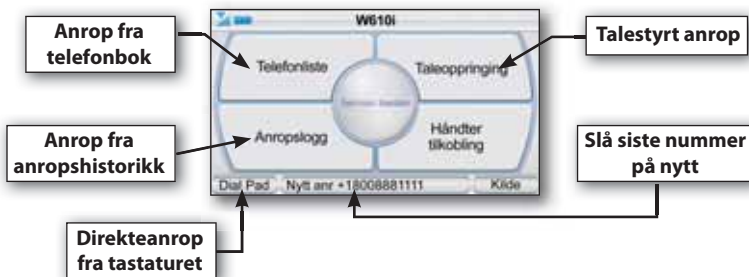 W610i
Anrop fra
telefonbok
Telefonliste
Taleoppringing
Talestyrt anrop
Anrop fra
anropshistorikk
Anropslogg
Håndter
tilkobling
Slå siste nummer
på nytt
Dial Pad
Nytt anr +18008881111
Kilde
Direkteanrop
fra tastaturet